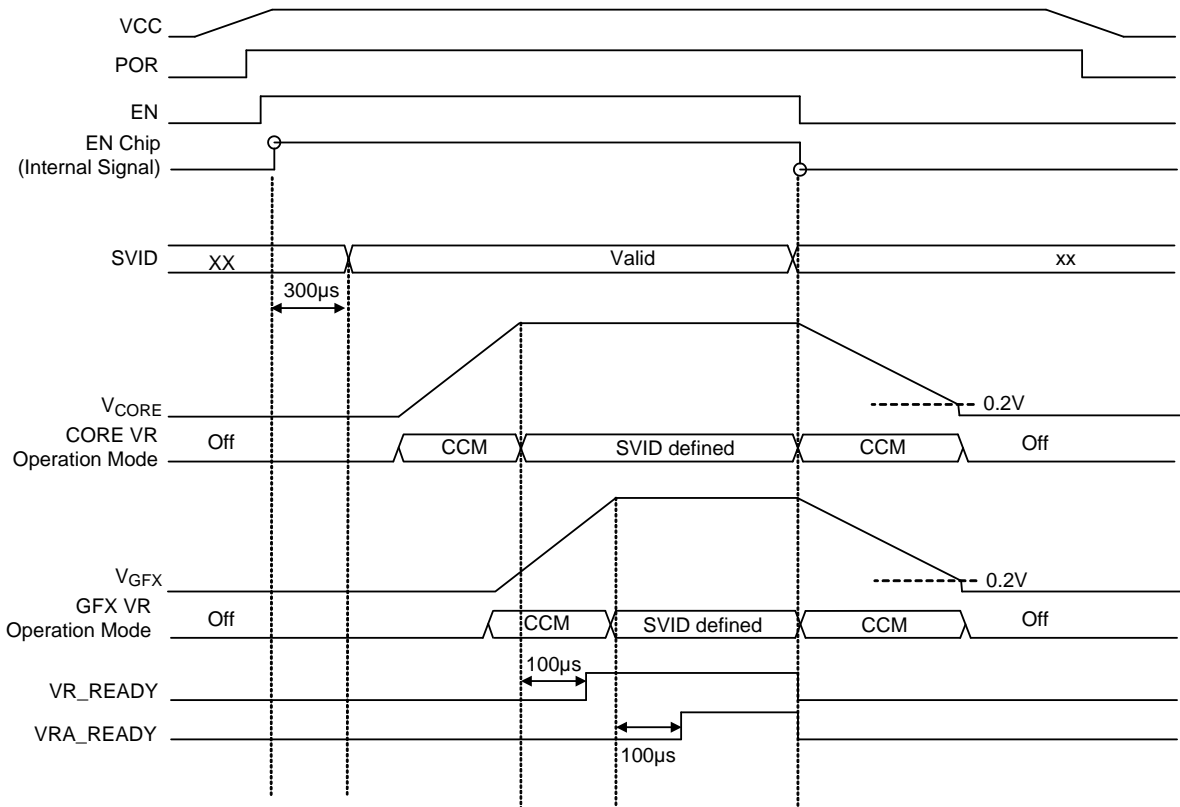 VCC
POR
EN
EN Chip
(Internal Signal)
SVID
XX
Valid
xx
300µs
VCORE
0.2V
CORE VR
Operation Mode
Off
CCM
SVID defined
CCM
Off
VGFX
0.2V
GFX VR
Operation Mode
Off
CCM
SVID defined
CCM
Off
100µs
VR_READY
VRA_READY
100µs